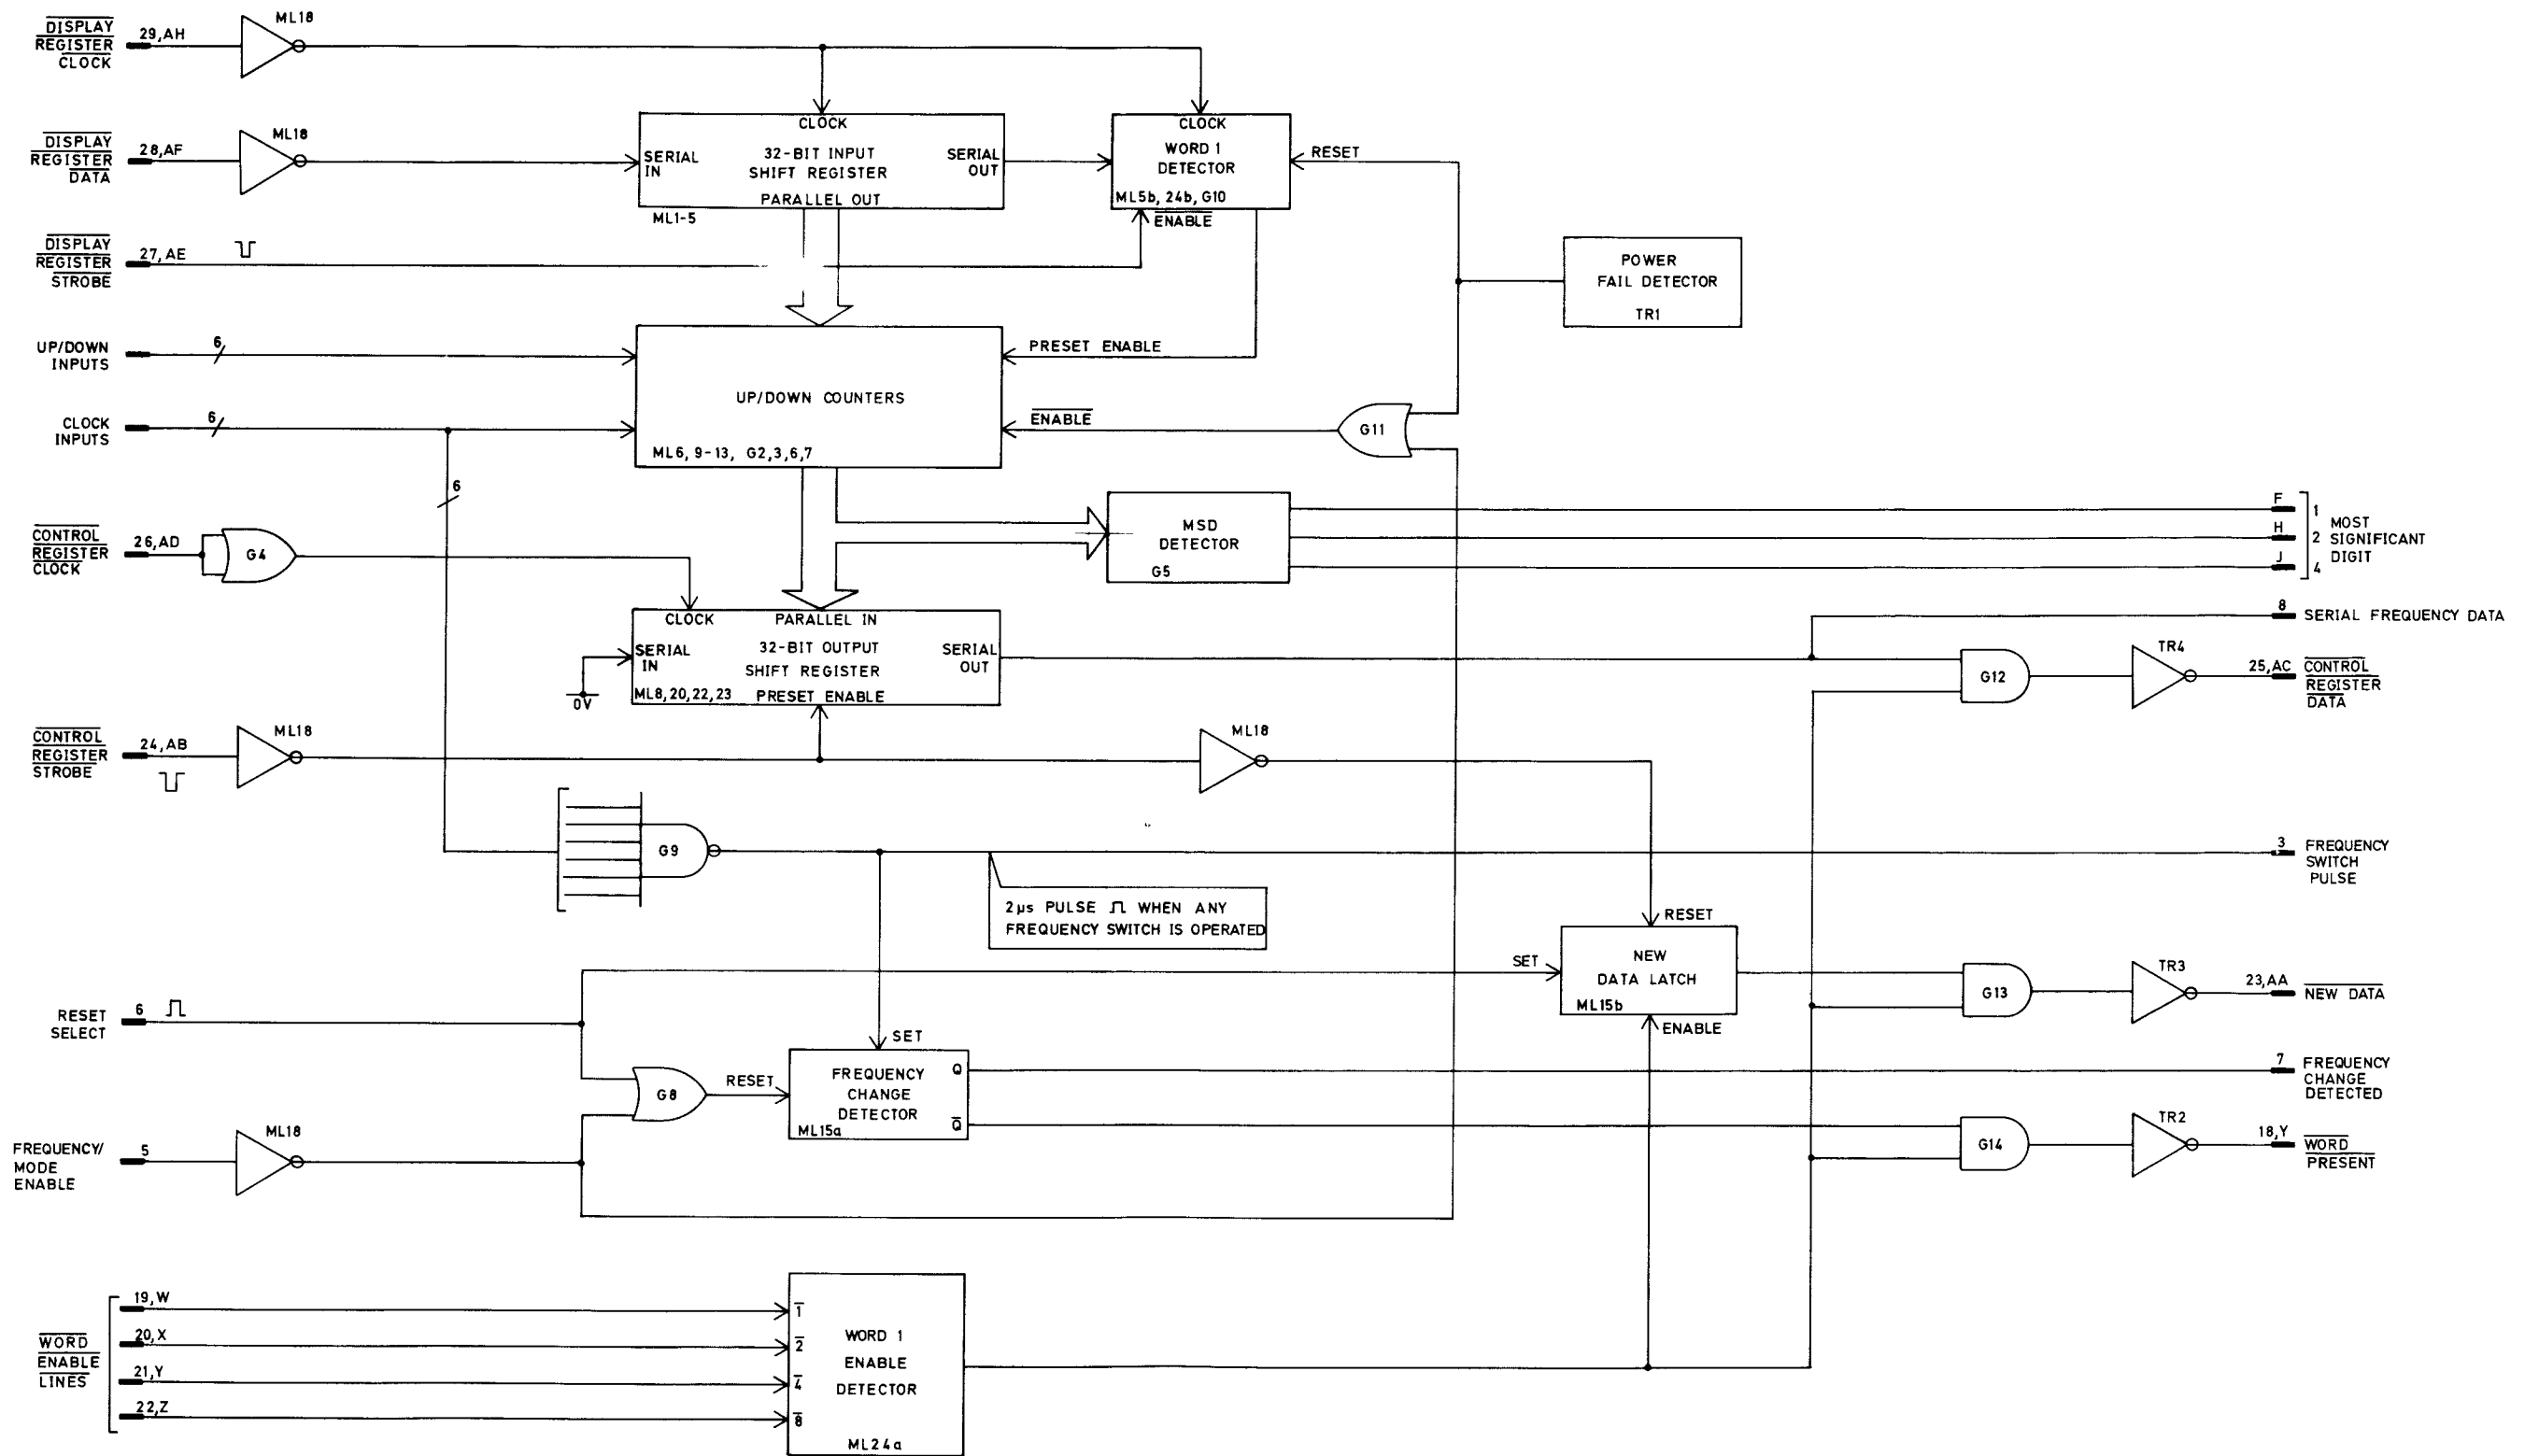 DISPLAY
REGISTER
CLOCK
29,AH
ML18
DISPLAY
REGISTER
DATA
28,AF
ML18
DISPLAY
REGISTER
STROBE
27,AE
CLOCK
SERIAL
IN
32-BIT INPUT
SHIFT REGISTER
SERIAL
OUT
PARALLEL OUT
ML1-5
CLOCK
WORD 1
DETECTOR
ML5b, 24b, G10
ENABLE
RESET
POWER
FAIL DETECTOR
TR1
UP/DOWN
INPUTS
6
CLOCK
INPUTS
6
UP/DOWN COUNTERS
ML6, 9-13, G2,3,6,7
PRESET ENABLE
ENABLE
G11
6
CONTROL
REGISTER
CLOCK
26,AD
G4
MSD
DETECTOR
G5
F
1
H
2
J
4
MOST
SIGNIFICANT
DIGIT
CLOCK
PARALLEL IN
SERIAL
IN
32-BIT OUTPUT
SHIFT REGISTER
SERIAL
OUT
ML8,20,22,23
PRESET ENABLE
0V
8
SERIAL FREQUENCY DATA
G12
TR4
25,AC
CONTROL
REGISTER
DATA
CONTROL
REGISTER
STROBE
24,AB
ML18
ML18
G9
3
FREQUENCY
SWITCH
PULSE
2µs PULSE WHEN ANY
FREQUENCY SWITCH IS OPERATED
RESET
SET
NEW
DATA LATCH
ML15b
ENABLE
G13
TR3
23,AA
NEW DATA
RESET
SELECT
6
SET
G8
RESET
FREQUENCY
CHANGE
DETECTOR
ML15a
Q
Q̅
7
FREQUENCY
CHANGE
DETECTED
G14
TR2
18,Y
WORD
PRESENT
FREQUENCY/
MODE
ENABLE
5
ML18
WORD
ENABLE
LINES
19,W
20,X
21,Y
22,Z
1̅
2̅
4̅
8̅
WORD 1
ENABLE
DETECTOR
ML24a